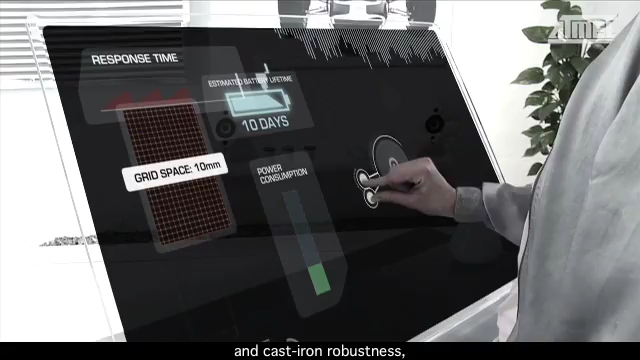 ATMEL
RESPONSE TIME
ESTIMATED BATTERY LIFETIME
10 DAYS
GRID SPACE: 10mm
POWER
CONSUMPTION
and cast-iron robustness,